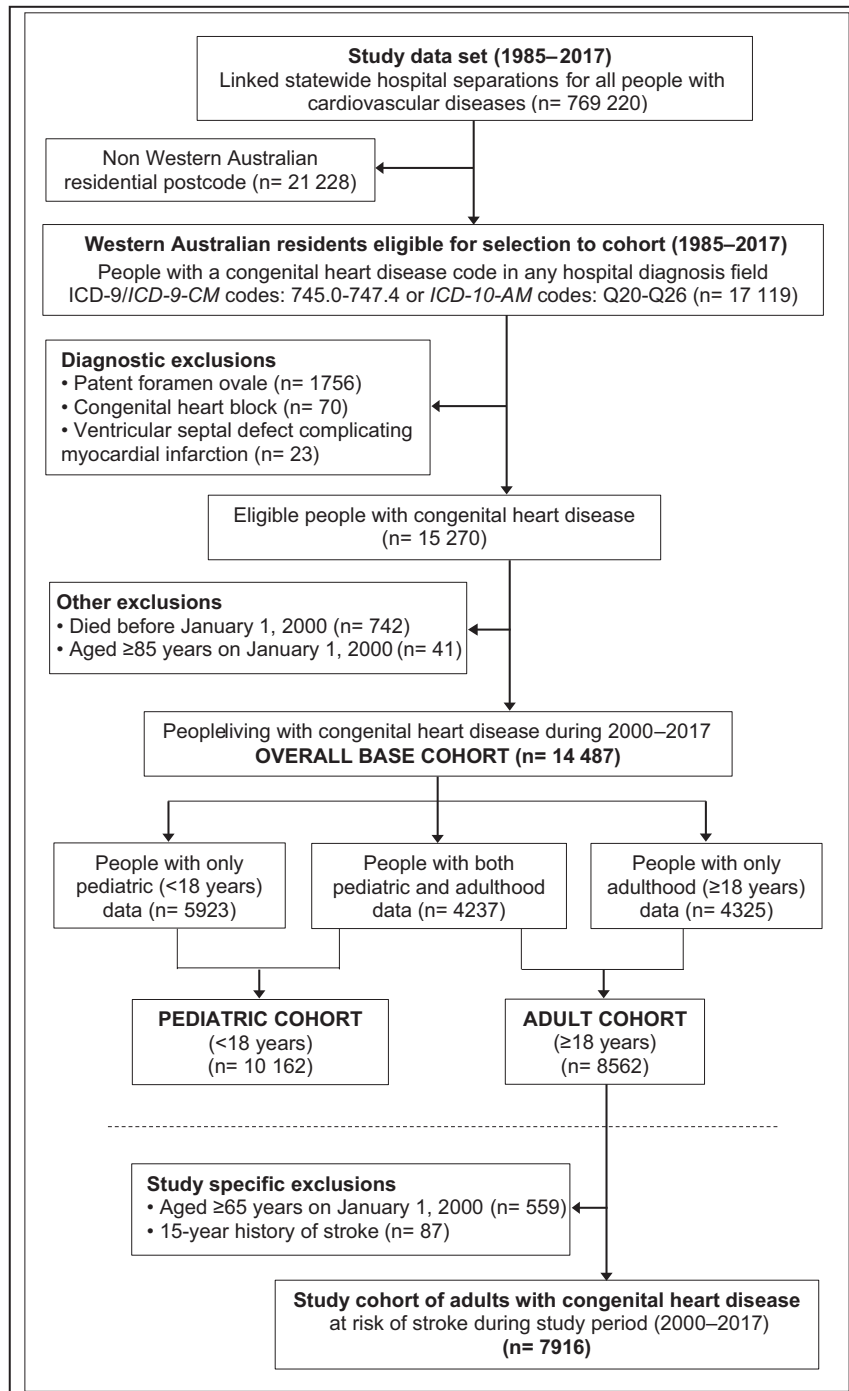 Study data set (1985–2017)
Linked statewide hospital separations for all people with
cardiovascular diseases (n= 769 220)
Non Western Australian
residential postcode (n= 21 228)
Western Australian residents eligible for selection to cohort (1985–2017)
People with a congenital heart disease code in any hospital diagnosis field
ICD-9/ICD-9-CM codes: 745.0-747.4 or ICD-10-AM codes: Q20-Q26 (n= 17 119)
Diagnostic exclusions
• Patent foramen ovale (n= 1756)
• Congenital heart block (n= 70)
• Ventricular septal defect complicating
myocardial infarction (n= 23)
Eligible people with congenital heart disease
(n= 15 270)
Other exclusions
• Died before January 1, 2000 (n= 742)
• Aged ≥85 years on January 1, 2000 (n= 41)
Peopleliving with congenital heart disease during 2000–2017
OVERALL BASE COHORT (n= 14 487)
People with only
pediatric (<18 years)
data (n= 5923)
People with both
pediatric and adulthood
data (n= 4237)
People with only
adulthood (≥18 years)
data (n= 4325)
PEDIATRIC COHORT
(<18 years)
(n= 10 162)
ADULT COHORT
(≥18 years)
(n= 8562)
Study specific exclusions
• Aged ≥65 years on January 1, 2000 (n= 559)
• 15-year history of stroke (n= 87)
Study cohort of adults with congenital heart disease
at risk of stroke during study period (2000–2017)
(n= 7916)